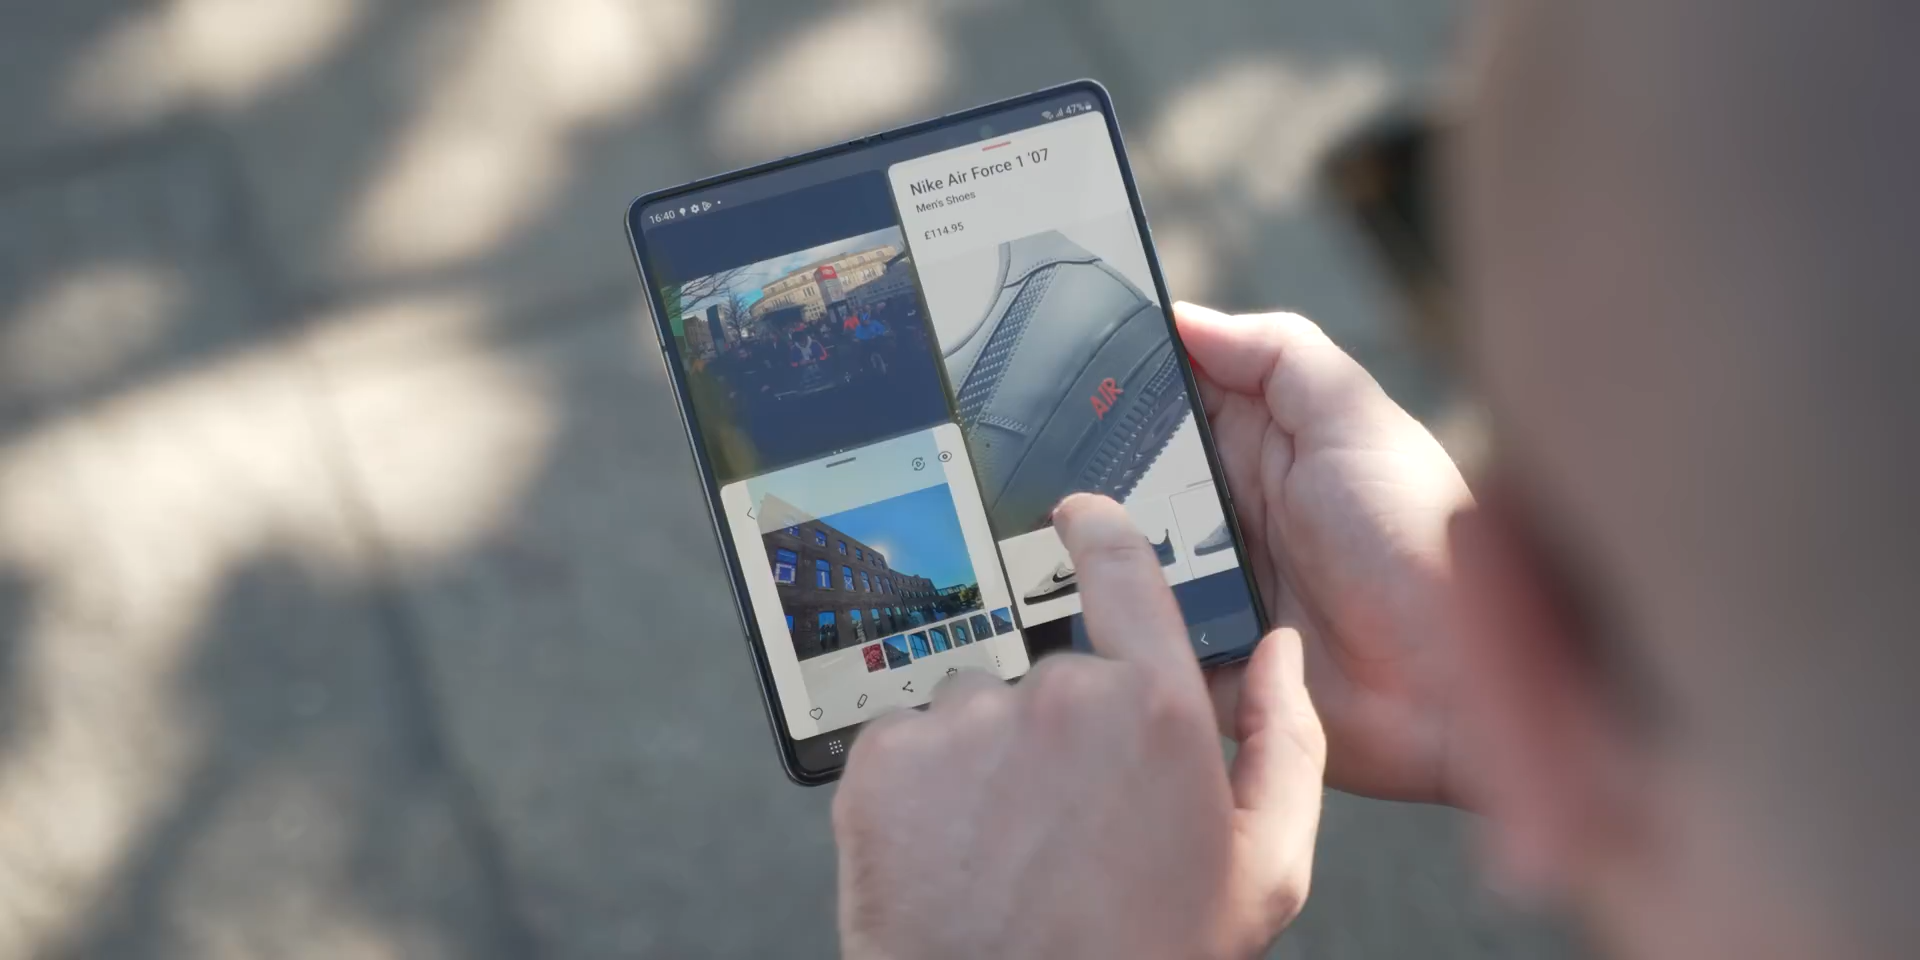 16:40
47%
Nike Air Force 1 '07
Men's Shoes
£114.95
AIR